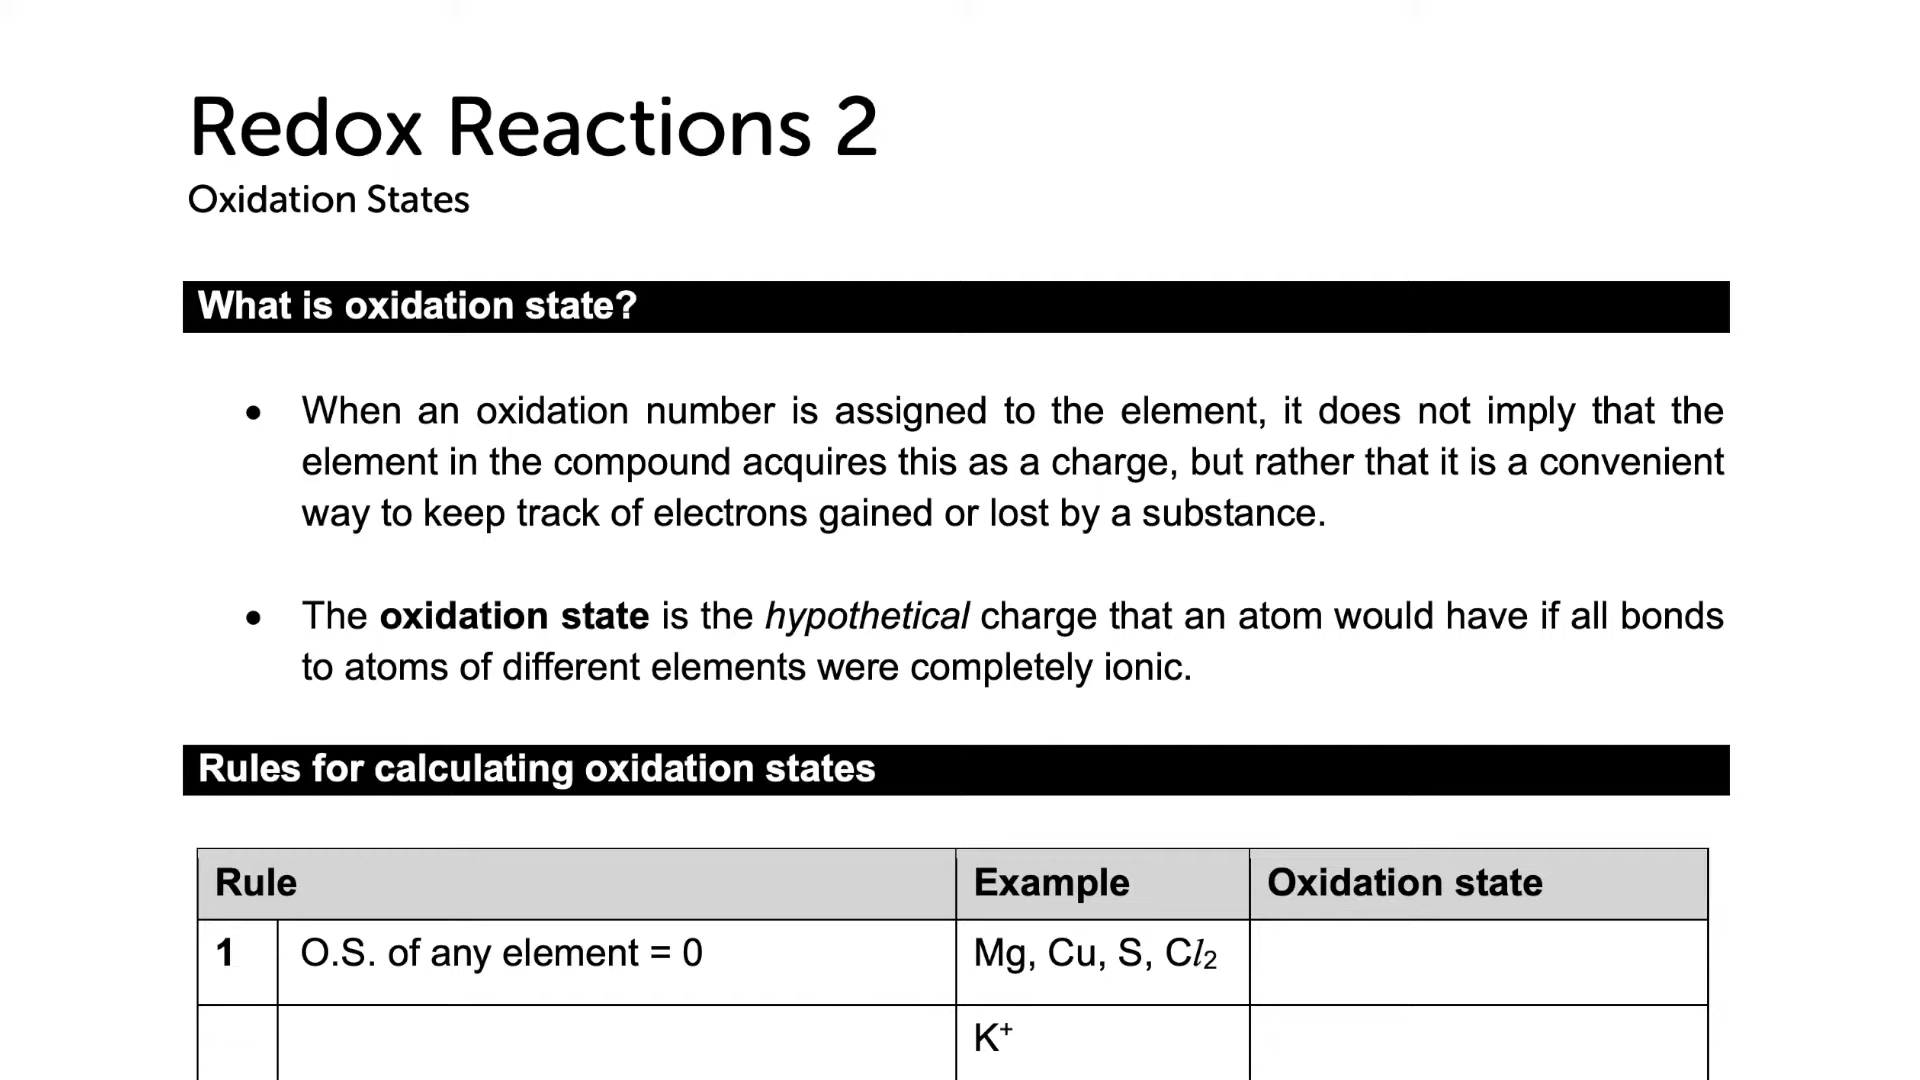 Redox Reactions 2
Oxidation States
What is oxidation state?
• When an oxidation number is assigned to the element, it does not imply that the
element in the compound acquires this as a charge, but rather that it is a convenient
way to keep track of electrons gained or lost by a substance.
• The oxidation state is the hypothetical charge that an atom would have if all bonds
to atoms of different elements were completely ionic.
Rules for calculating oxidation states
Rule Example Oxidation state
1 O.S. of any element = 0 Mg, Cu, S, Cl₂
K⁺